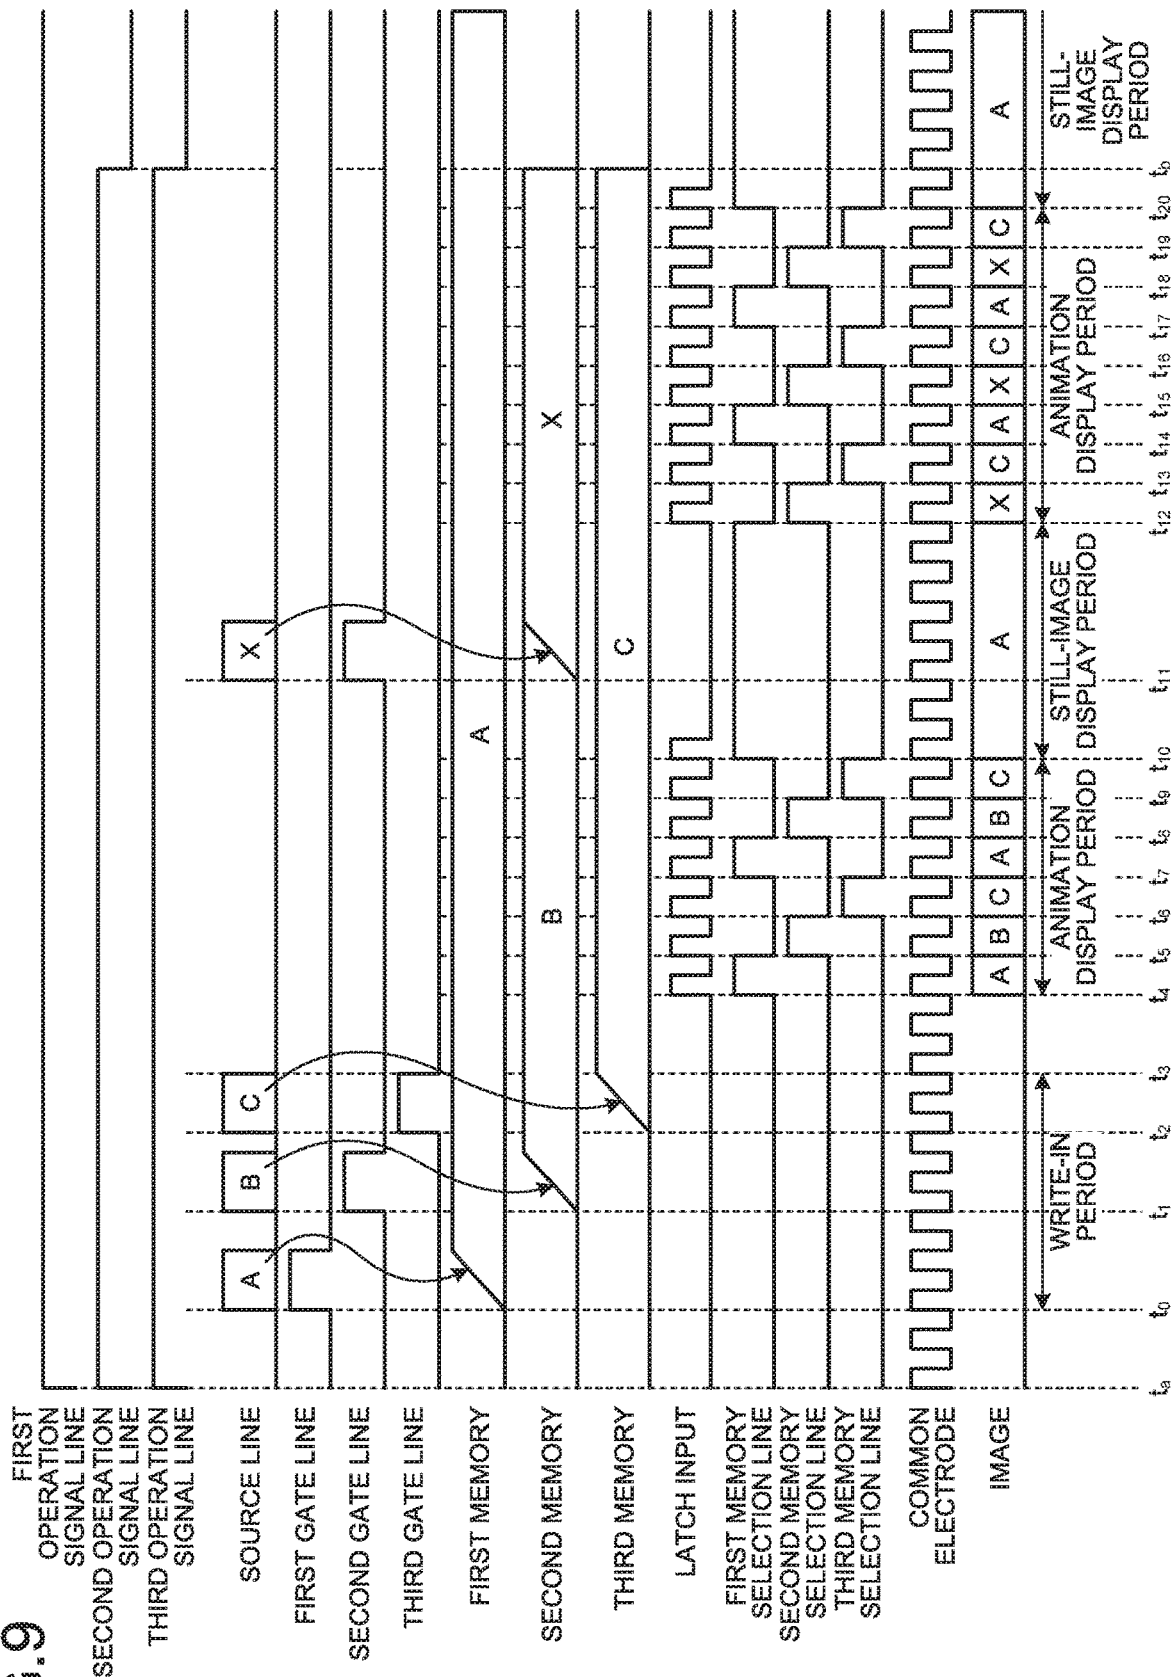 FIRST
OPERATION
SIGNAL LINE
SECOND OPERATION
SIGNAL LINE
THIRD OPERATION
SIGNAL LINE
SOURCE LINE
A
B
C
X
FIRST GATE LINE
SECOND GATE LINE
THIRD GATE LINE
FIRST MEMORY
A
SECOND MEMORY
B
X
THIRD MEMORY
C
LATCH INPUT
FIRST MEMORY
SELECTION LINE
SECOND MEMORY
SELECTION LINE
THIRD MEMORY
SELECTION LINE
COMMON
ELECTRODE
IMAGE
A B C A B C A X C A X C A X C A
WRITE-IN
PERIOD
ANIMATION
DISPLAY PERIOD
STILL-IMAGE
DISPLAY PERIOD
ANIMATION
DISPLAY PERIOD
STILL-
IMAGE
DISPLAY
PERIOD
ta t0 t1 t2 t3 t4 t5 t6 t7 t8 t9 t10 t11 t12 t13 t14 t15 t16 t17 t18 t19 t20 tb